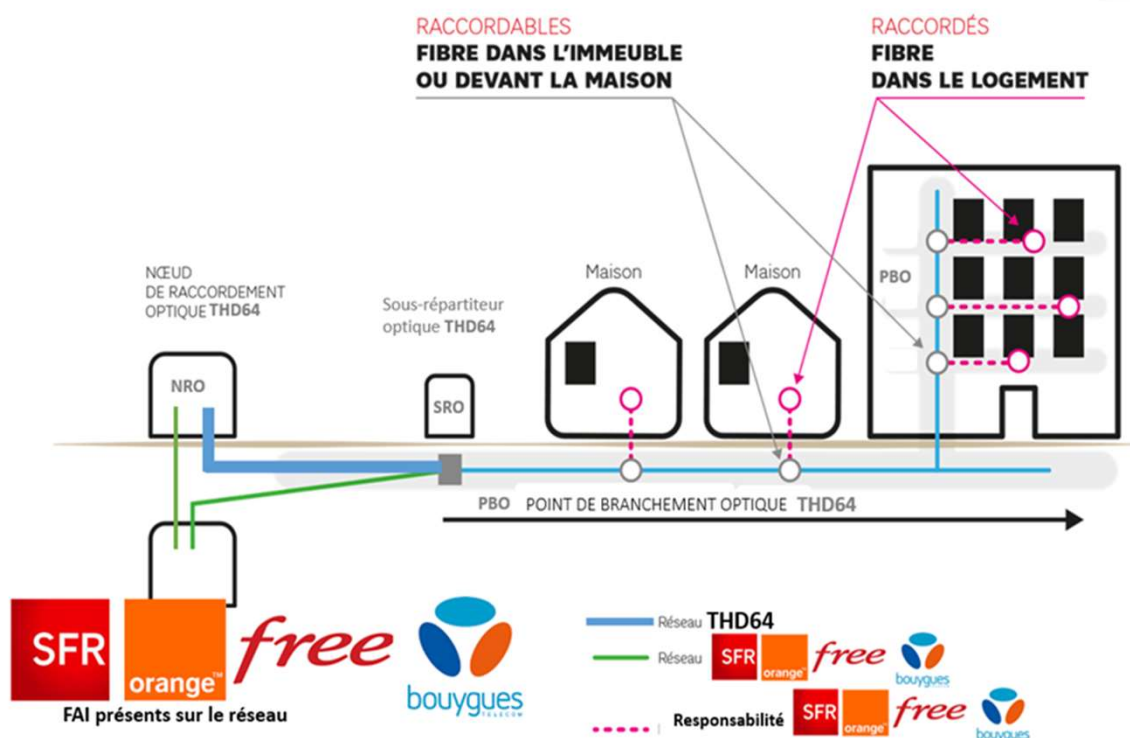 RACCORDABLES
FIBRE DANS L'IMMEUBLE
OU DEVANT LA MAISON
RACCORDÉS
FIBRE
DANS LE LOGEMENT
NŒUD
DE RACCORDEMENT
OPTIQUE THD64
Sous-répartiteur
optique THD64
Maison
Maison
PBO
NRO
SRO
PBO POINT DE BRANCHEMENT OPTIQUE THD64
SFR
orange™
free
bouygues
TELECOM
FAI présents sur le réseau
Réseau THD64
Réseau SFR orange free bouygues
Responsabilité SFR orange free bouygues